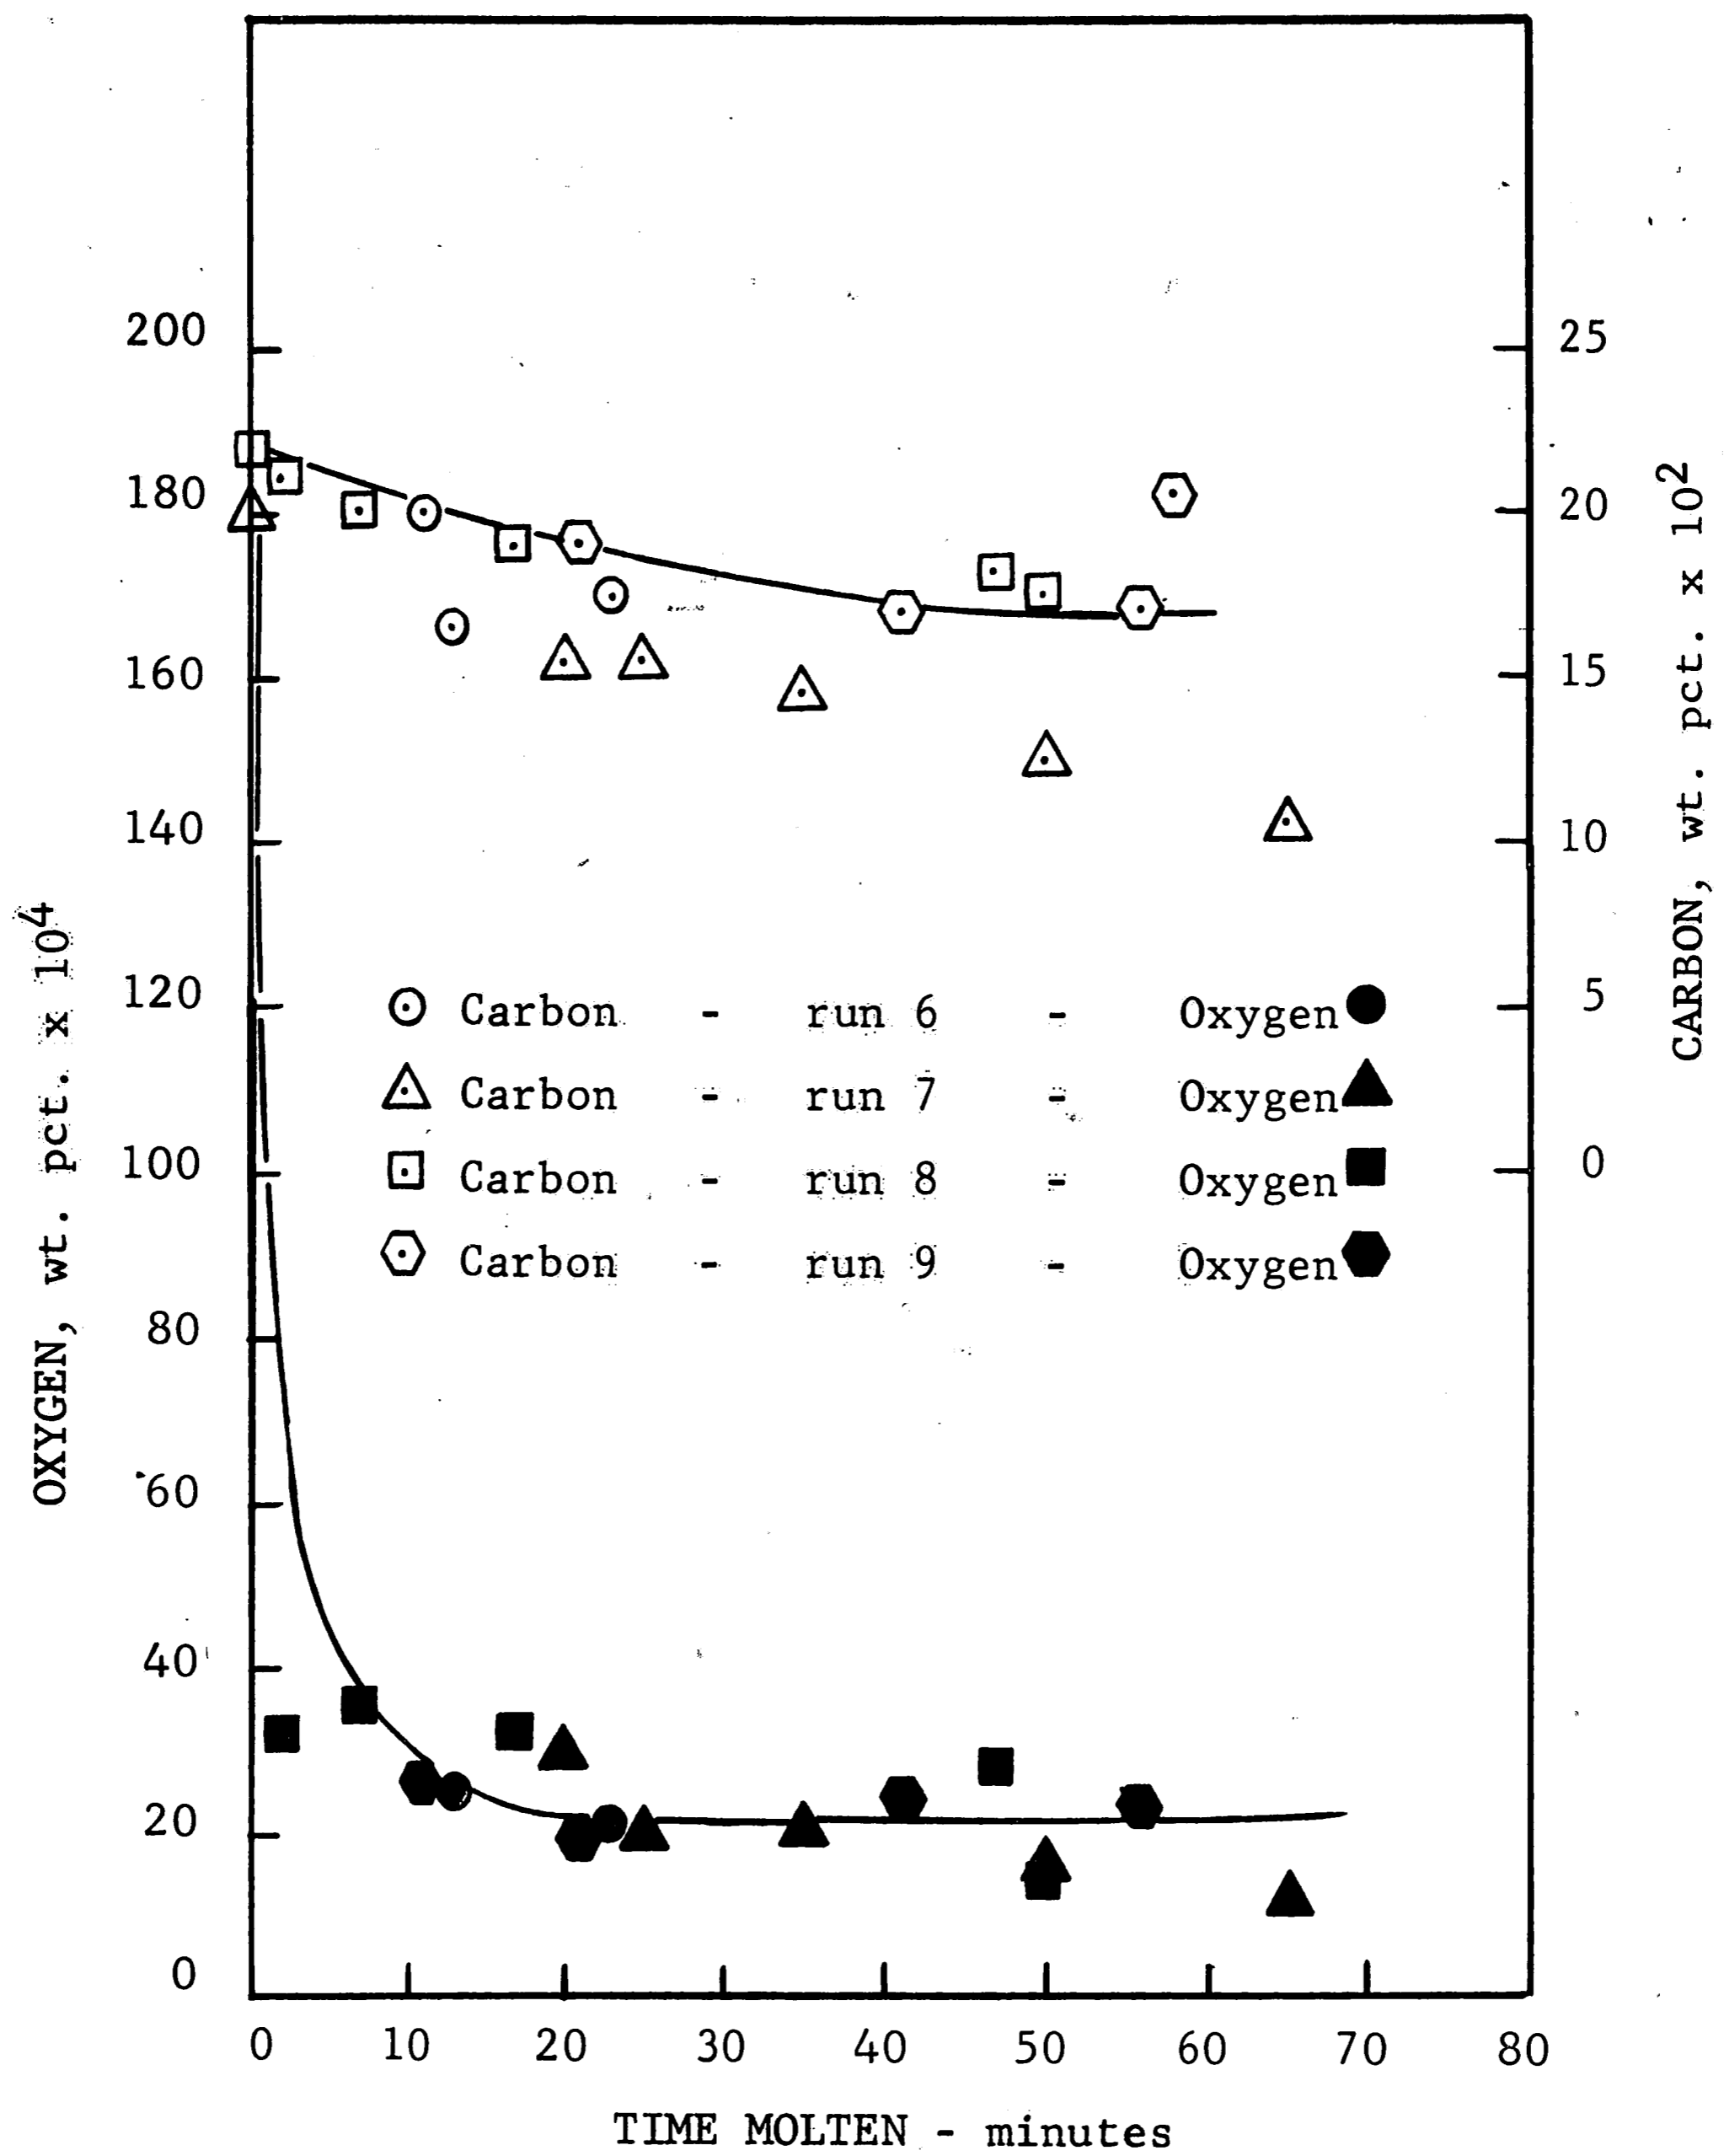 200
180
160
140
120
100
80
60
40
20
0
OXYGEN, wt. pct. x 10⁴
25
20
15
10
5
0
CARBON, wt. pct. x 10²
Carbon - run 6 - Oxygen
Carbon - run 7 - Oxygen
Carbon - run 8 - Oxygen
Carbon - run 9 - Oxygen
0 10 20 30 40 50 60 70 80
TIME MOLTEN - minutes